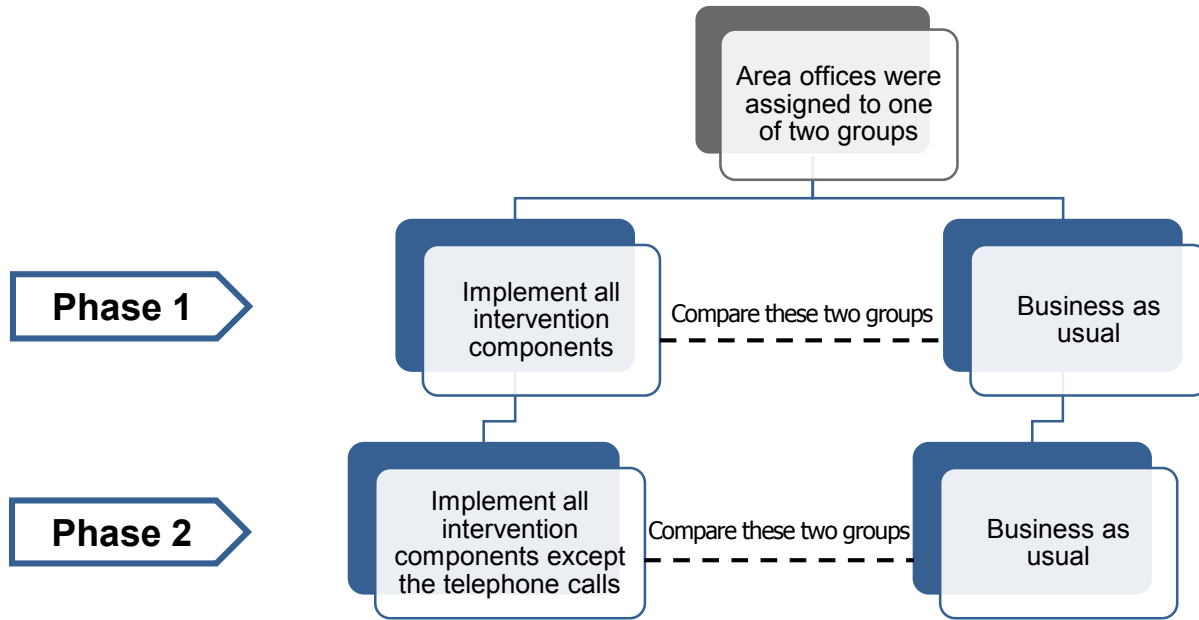 Area offices were
assigned to one
of two groups
Phase 1
Implement all
intervention
components
Compare these two groups
Business as
usual
Phase 2
Implement all
intervention
components except
the telephone calls
Compare these two groups
Business as
usual